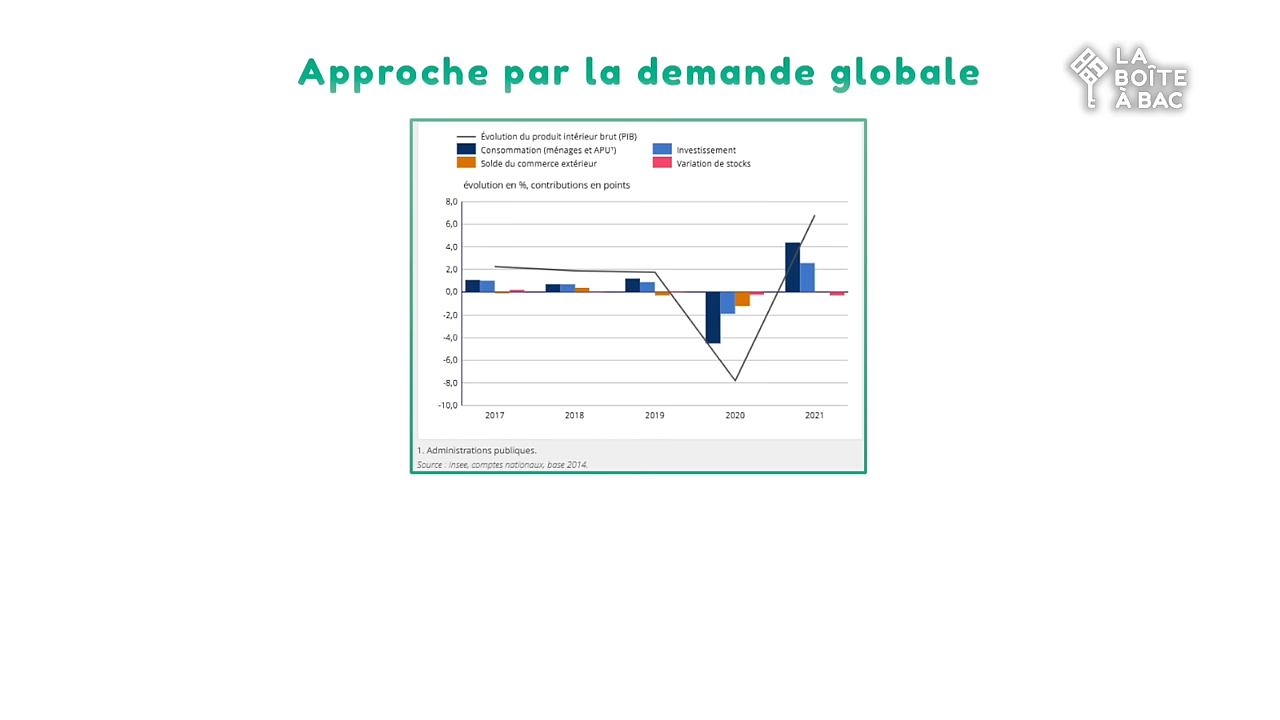 Approche par la demande globale
LA
BOÎTE
À BAC
Évolution du produit intérieur brut (PIB)
Consommation (ménages et APU¹)
Investissement
Solde du commerce extérieur
Variation de stocks
évolution en %, contributions en points
8,0
6,0
4,0
2,0
0,0
-2,0
-4,0
-6,0
-8,0
-10,0
2017 2018 2019 2020 2021
1. Administrations publiques.
Source : Insee, comptes nationaux, base 2014.